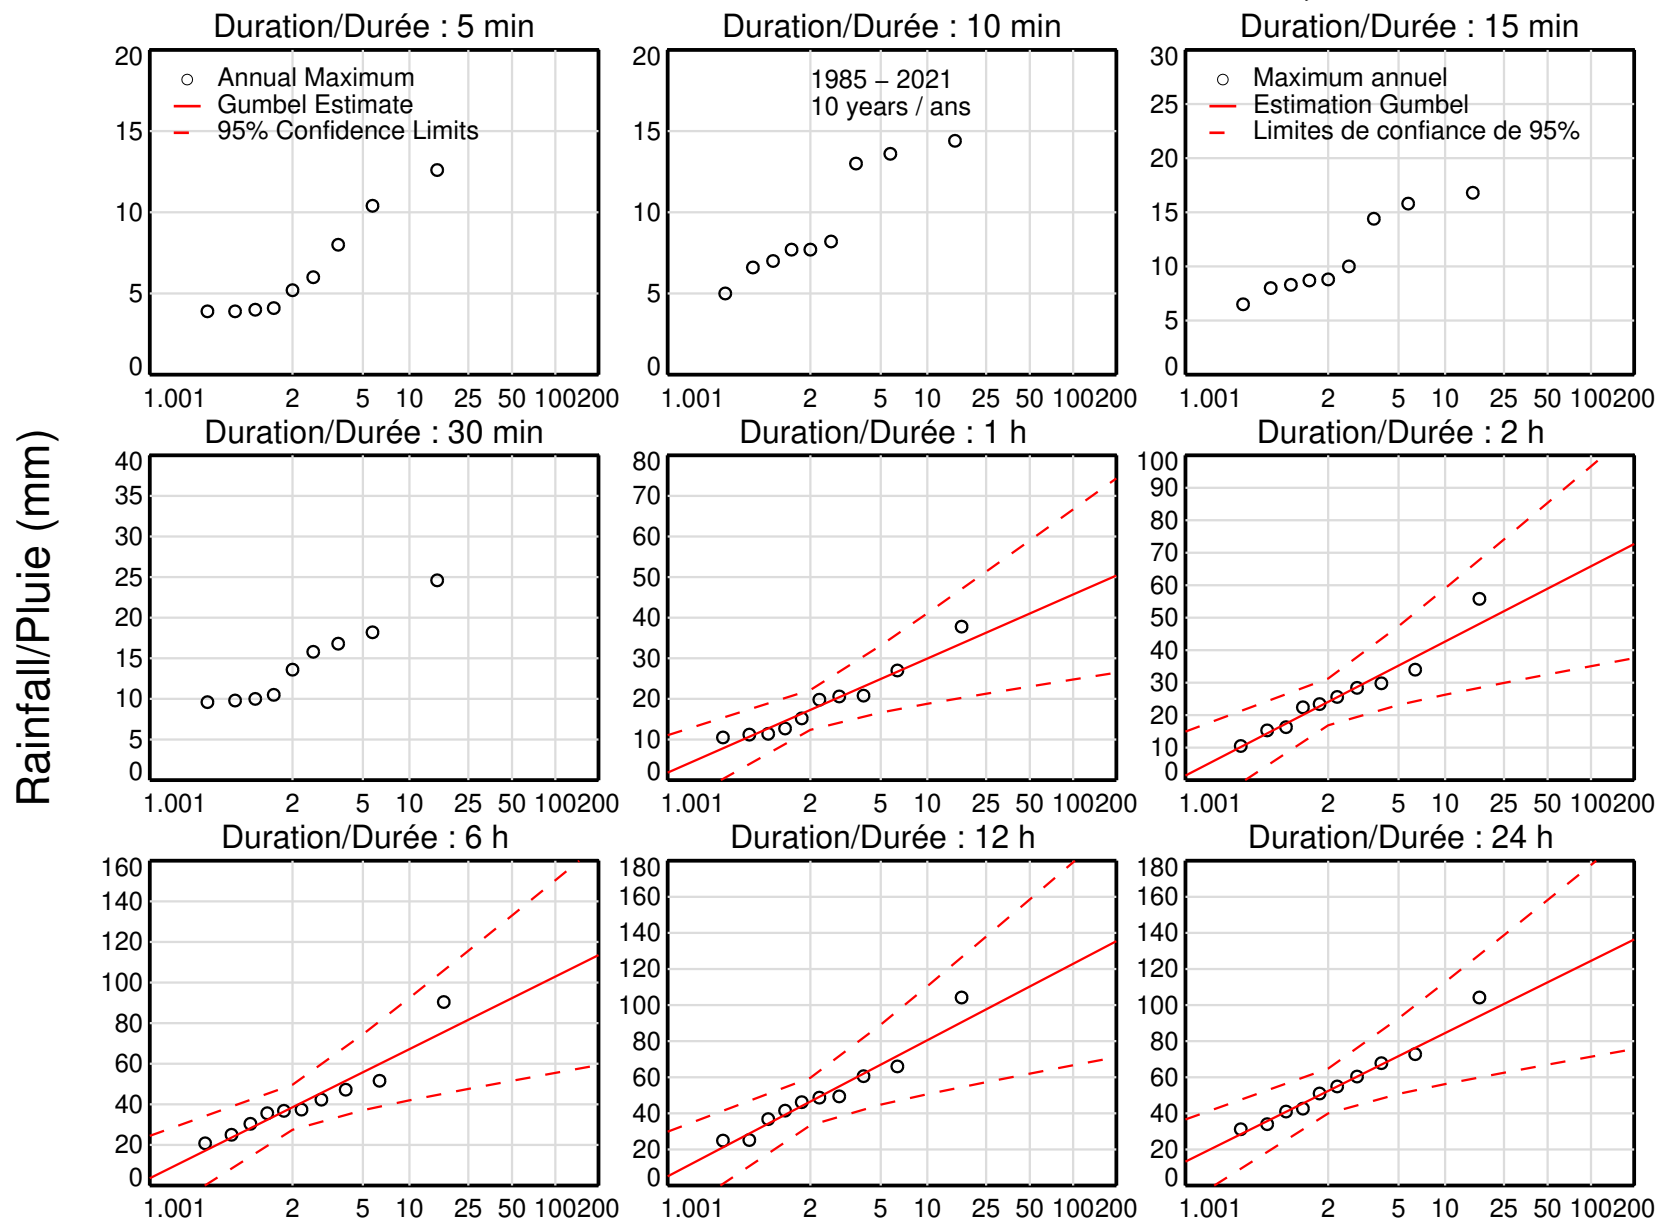 Duration/Durée : 5 min
Duration/Durée : 10 min
Duration/Durée : 15 min
20
15
10
5
0
Annual Maximum
Gumbel Estimate
95% Confidence Limits
1.001 2 5 10 25 50 100200
20
15
10
5
0
1985 – 2021
10 years / ans
1.001 2 5 10 25 50 100200
30
25
20
15
10
5
0
Maximum annuel
Estimation Gumbel
Limites de confiance de 95%
1.001 2 5 10 25 50 100200
Rainfall/Pluie (mm)
Duration/Durée : 30 min
Duration/Durée : 1 h
Duration/Durée : 2 h
40
35
30
25
20
15
10
5
0
1.001 2 5 10 25 50 100200
80
70
60
50
40
30
20
10
0
1.001 2 5 10 25 50 100200
100
90
80
70
60
50
40
30
20
10
0
1.001 2 5 10 25 50 100200
Duration/Durée : 6 h
Duration/Durée : 12 h
Duration/Durée : 24 h
160
140
120
100
80
60
40
20
0
1.001 2 5 10 25 50 100200
180
160
140
120
100
80
60
40
20
0
1.001 2 5 10 25 50 100200
180
160
140
120
100
80
60
40
20
0
1.001 2 5 10 25 50 100200